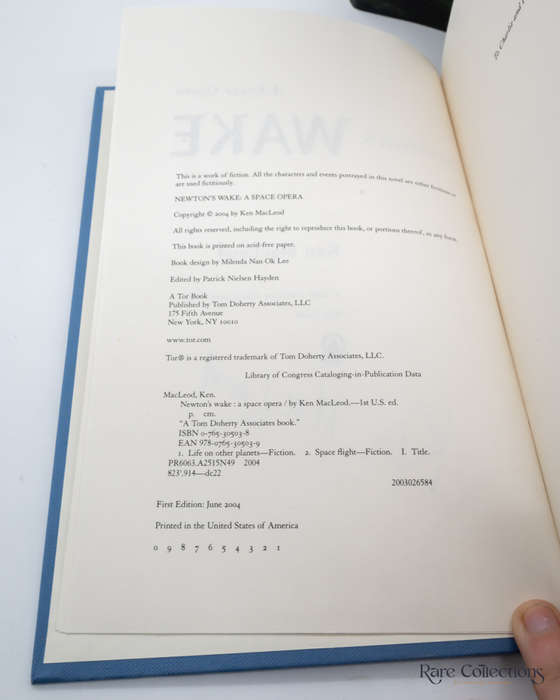 To Charlie and
WAKE
This is a work of fiction. All the characters and events portrayed in this novel are either fictitious or
are used fictitiously.
NEWTON'S WAKE: A SPACE OPERA
Copyright © 2004 by Ken MacLeod
All rights reserved, including the right to reproduce this book, or portions thereof, in any form.
This book is printed on acid-free paper.
Book design by Milenda Nan Ok Lee
Edited by Patrick Nielsen Hayden
A Tor Book
Published by Tom Doherty Associates, LLC
175 Fifth Avenue
New York, NY 10010
www.tor.com
Tor® is a registered trademark of Tom Doherty Associates, LLC.
Library of Congress Cataloging-in-Publication Data
MacLeod, Ken.
Newton's wake : a space opera / by Ken MacLeod.—1st U.S. ed.
p. cm.
"A Tom Doherty Associates book."
ISBN 0-765-30503-8
EAN 978-0765-30503-9
1. Life on other planets—Fiction. 2. Space flight—Fiction. I. Title.
PR6063.A2515N49 2004
823'.914—dc22
2003026584
First Edition: June 2004
Printed in the United States of America
0 9 8 7 6 5 4 3 2 1
Rare Collections